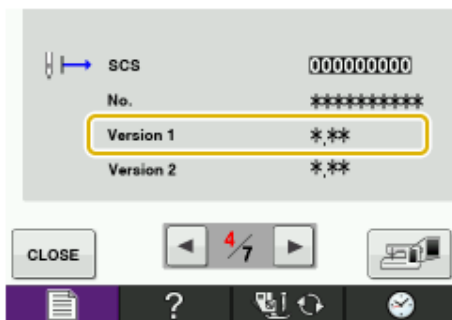 SCS 000000000
No. **********
Version 1 *.**
Version 2 *.**
CLOSE 4/7
?